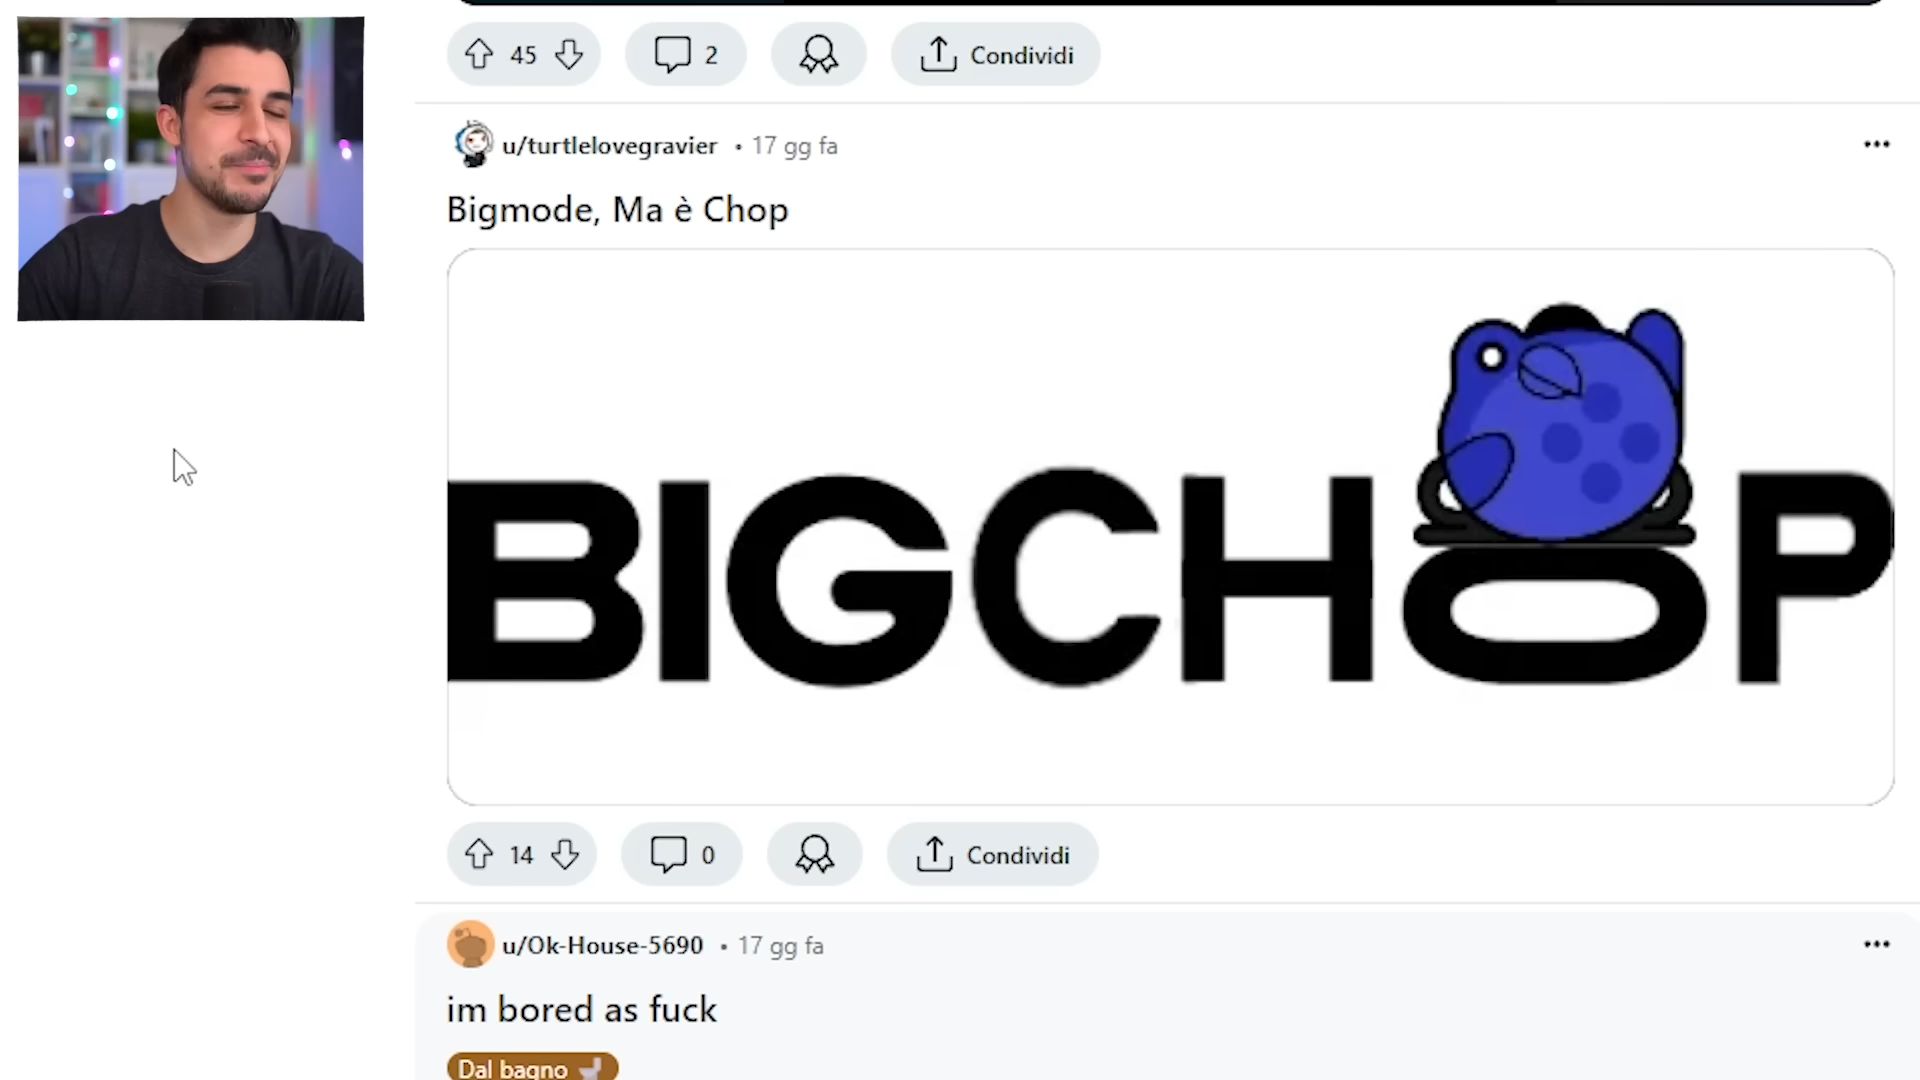 45
2
Condividi
u/turtlelovegravier • 17 gg fa
Bigmode, Ma è Chop
BIGCHOP
14
0
Condividi
u/Ok-House-5690 • 17 gg fa
im bored as fuck
Dal bagno